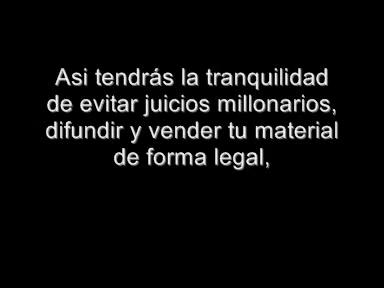 Asi tendrás la tranquilidad
de evitar juicios millonarios,
difundir y vender tu material
de forma legal,